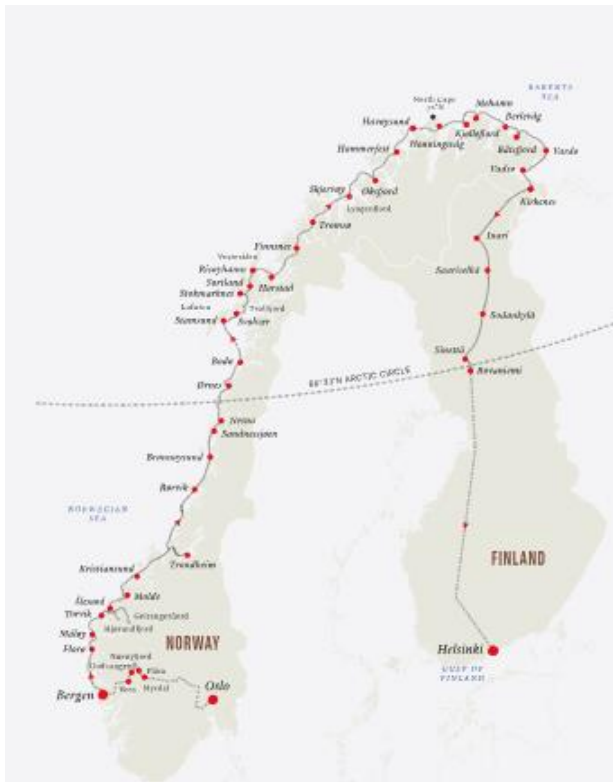 BARENTS
SEA
North Cape
Mehamn
Berlevåg
Havøysund
Kjøllefjord
Båtsfjord
Honningsvåg
Hammerfest
Vardø
Vadsø
Skjervøy
Øksfjord
Kirkenes
Lyngenfjord
Tromsø
Inari
Finnsnes
Vesterålen
Risøyhamn
Saariselkä
Sortland
Harstad
Stokmarknes
Lofoten
Trollfjord
Stamsund
Svolvær
Sodankylä
Bodø
Sinettä
Rovaniemi
Ørnes
66°33'N ARCTIC CIRCLE
Nesna
Sandnessjøen
Brønnøysund
Rørvik
NORWEGIAN
SEA
Trondheim
FINLAND
Kristiansund
Molde
Ålesund
Geirangerfjord
Torvik
Hjørundfjord
Måløy
NORWAY
Florø
Helsinki
Nærøyfjord
Gudvangen
Flåm
GULF OF
FINLAND
Voss
Myrdal
Oslo
Bergen